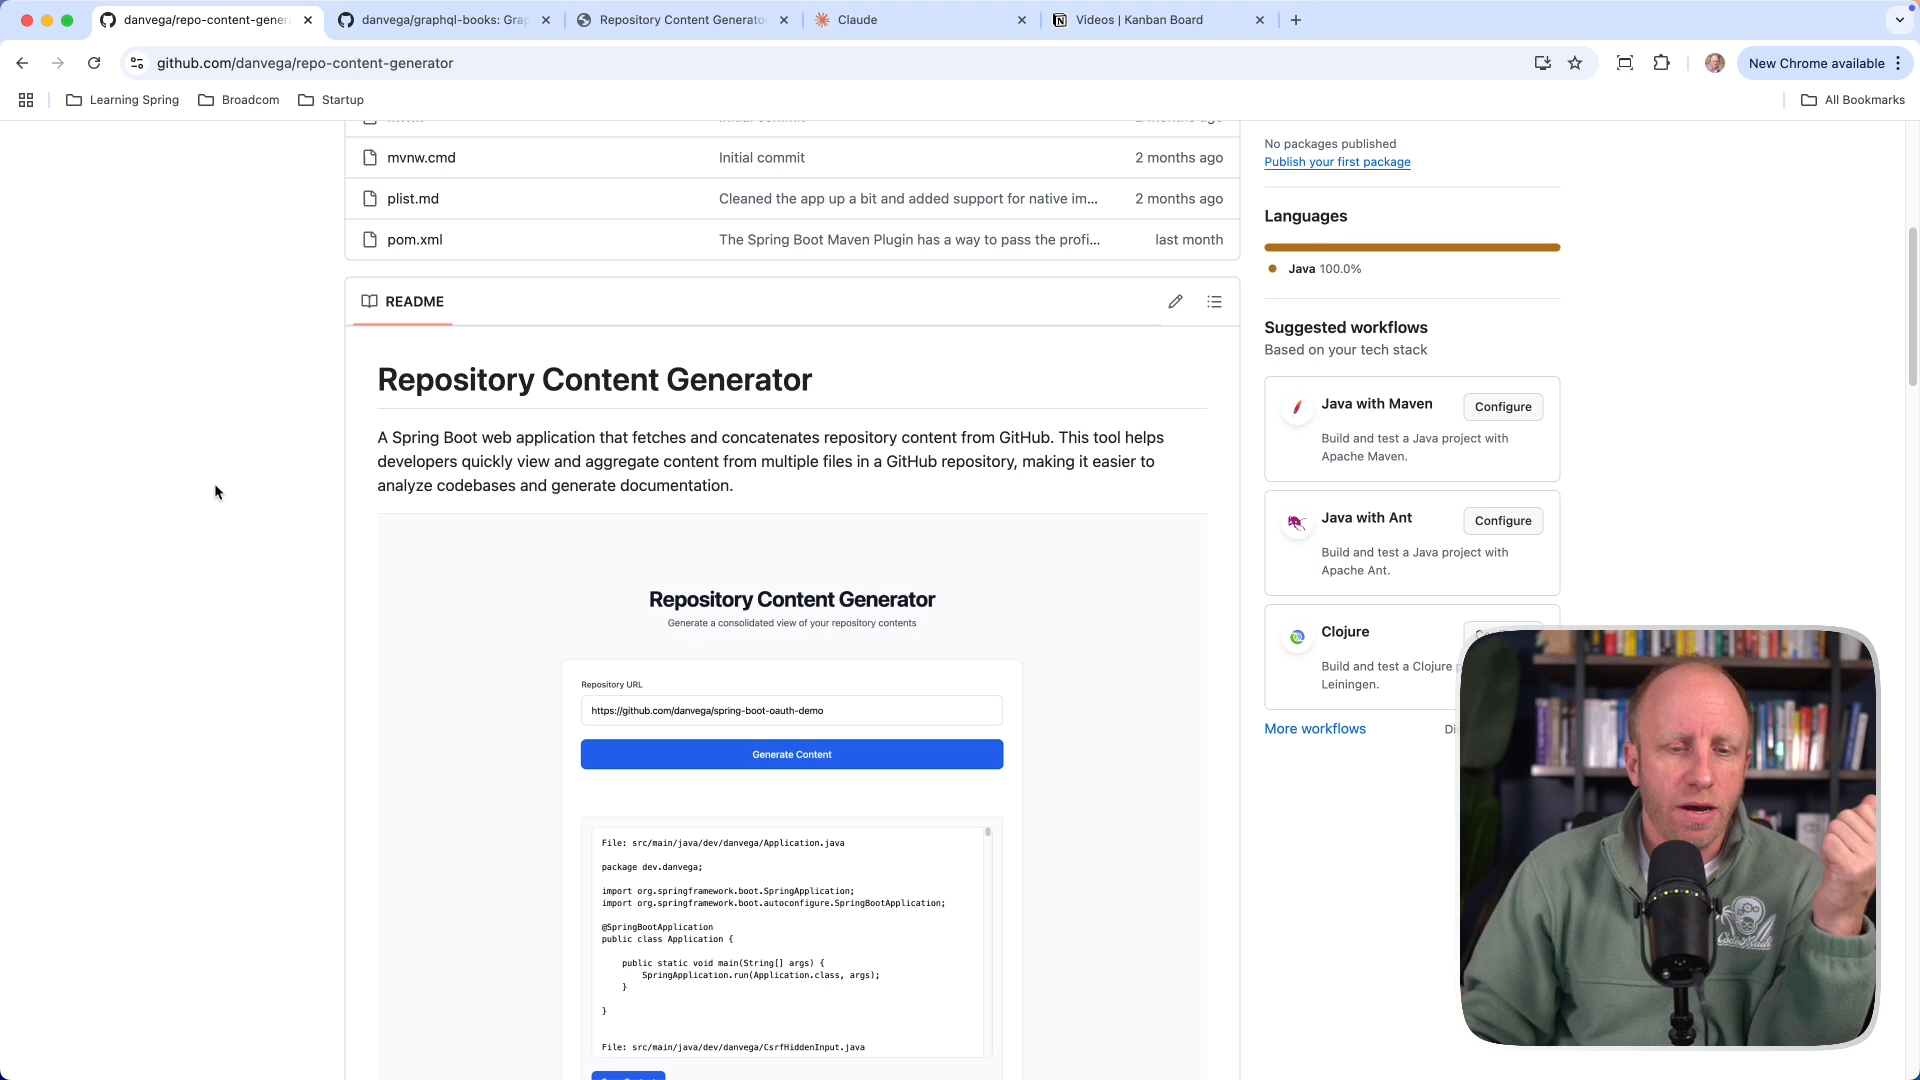 danvega/repo-content-gener
danvega/graphql-books: Grap
Repository Content Generato
Claude
Videos | Kanban Board
github.com/danvega/repo-content-generator
New Chrome available
Learning Spring
Broadcom
Startup
All Bookmarks
mvnw
Initial commit
2 months ago
mvnw.cmd
Initial commit
2 months ago
plist.md
Cleaned the app up a bit and added support for native im...
2 months ago
pom.xml
The Spring Boot Maven Plugin has a way to pass the profi...
last month
README
Repository Content Generator
A Spring Boot web application that fetches and concatenates repository content from GitHub. This tool helps
developers quickly view and aggregate content from multiple files in a GitHub repository, making it easier to
analyze codebases and generate documentation.
Repository Content Generator
Generate a consolidated view of your repository contents
Repository URL
https://github.com/danvega/spring-boot-oauth-demo
Generate Content
File: src/main/java/dev/danvega/Application.java
package dev.danvega;
import org.springframework.boot.SpringApplication;
import org.springframework.boot.autoconfigure.SpringBootApplication;
@SpringBootApplication
public class Application {
public static void main(String[] args) {
SpringApplication.run(Application.class, args);
}
}
File: src/main/java/dev/danvega/CsrfHiddenInput.java
No packages published
Publish your first package
Languages
Java 100.0%
Suggested workflows
Based on your tech stack
Java with Maven
Configure
Build and test a Java project with
Apache Maven.
Java with Ant
Configure
Build and test a Java project with
Apache Ant.
Clojure
Build and test a Clojure p
Leiningen.
More workflows